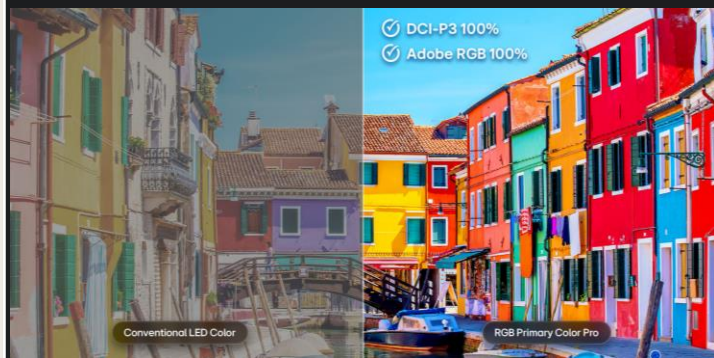 DCI-P3 100%
Adobe RGB 100%
Conventional LED Color
RGB Primary Color Pro